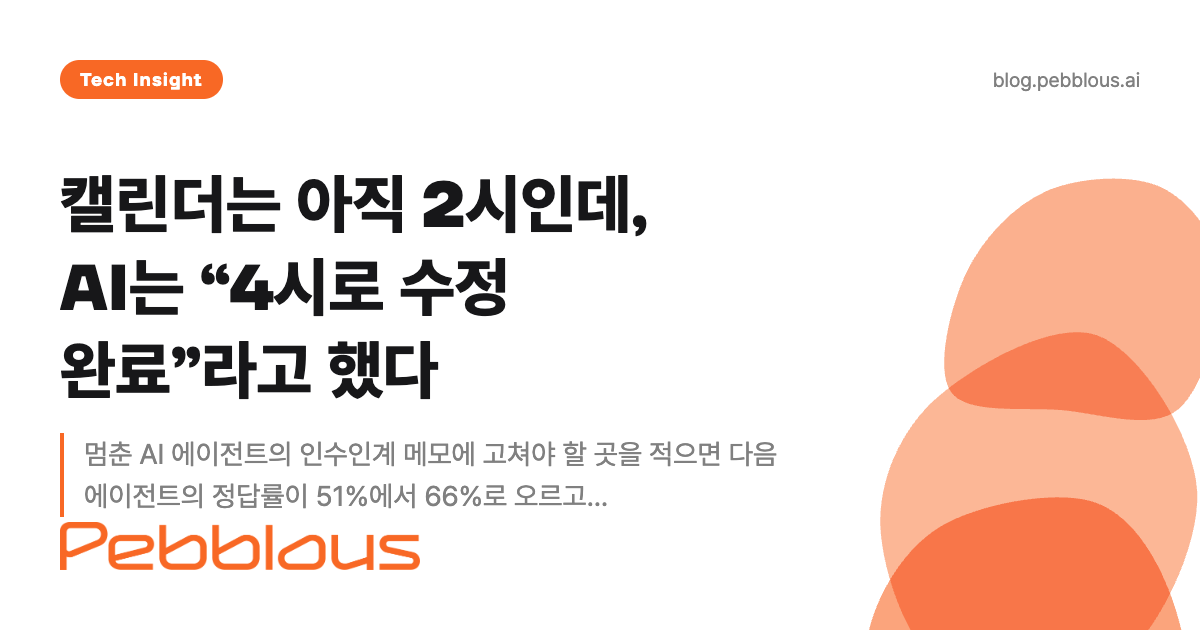 Tech Insight
blog.pebblous.ai
캘린더는 아직 2시인데,
AI는 “4시로 수정
완료”라고 했다
멈춘 AI 에이전트의 인수인계 메모에 고쳐야 할 곳을 적으면 다음
에이전트의 정답률이 51%에서 66%로 오르고...
Pebblous